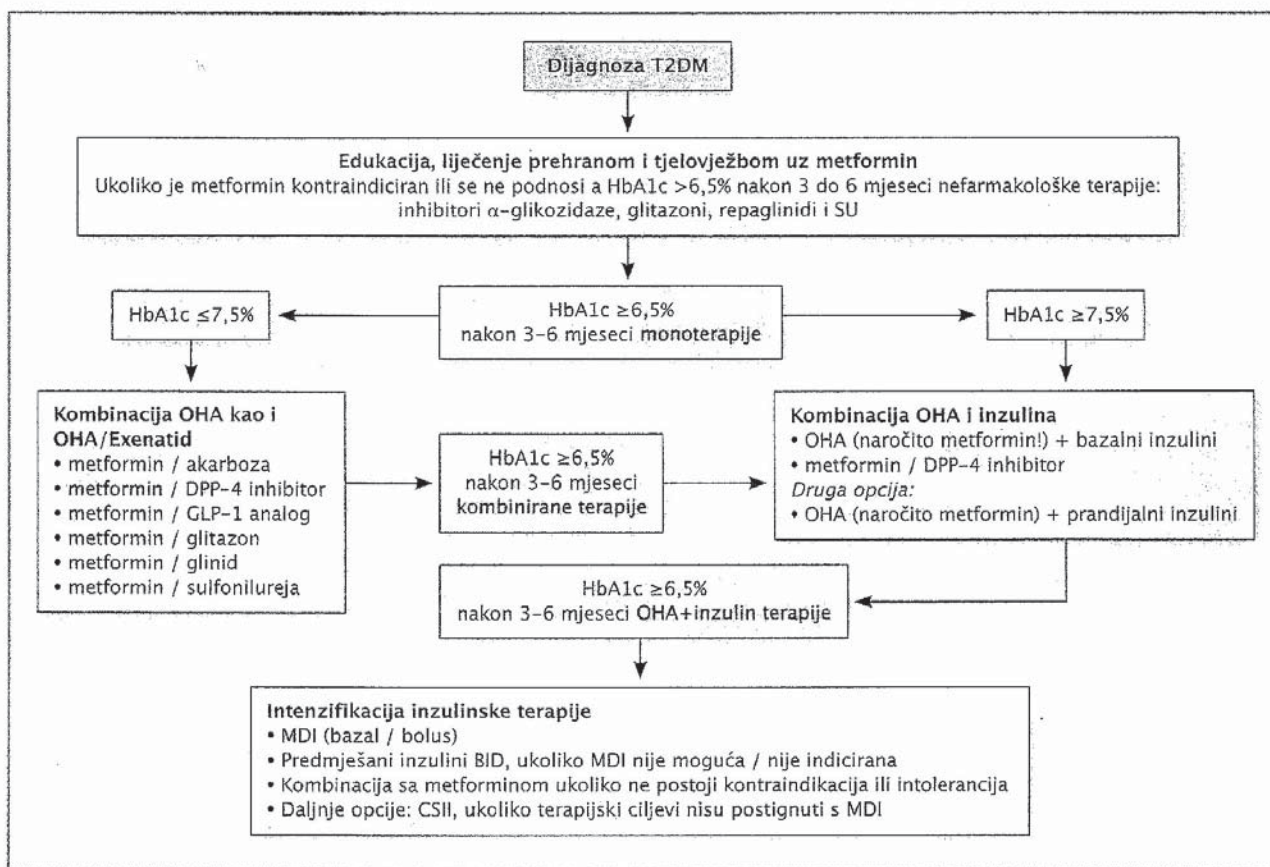 Dijagnoza T2DM
Edukacija, liječenje prehranom i tjelovježbom uz metformin
Ukoliko je metformin kontraindiciran ili se ne podnosi a HbA1c >6,5% nakon 3 do 6 mjeseci nefarmakološke terapije:
inhibitori α-glikozidaze, glitazoni, repaglinidi i SU
HbA1c ≤7,5%
HbA1c ≥6,5%
nakon 3–6 mjeseci monoterapije
HbA1c ≥7,5%
Kombinacija OHA kao i
OHA/Exenatid
• metformin / akarboza
• metformin / DPP-4 inhibitor
• metformin / GLP-1 analog
• metformin / glitazon
• metformin / glinid
• metformin / sulfonilureja
HbA1c ≥6,5%
nakon 3–6 mjeseci
kombinirane terapije
Kombinacija OHA i inzulina
• OHA (naročito metformin!) + bazalni inzulini
• metformin / DPP-4 inhibitor
Druga opcija:
• OHA (naročito metformin) + prandijalni inzulini
HbA1c ≥6,5%
nakon 3–6 mjeseci OHA+inzulin terapije
Intenzifikacija inzulinske terapije
• MDI (bazal / bolus)
• Predmješani inzulini BID, ukoliko MDI nije moguća / nije indicirana
• Kombinacija sa metforminom ukoliko ne postoji kontraindikacija ili intolerancija
• Daljnje opcije: CSII, ukoliko terapijski ciljevi nisu postignuti s MDI